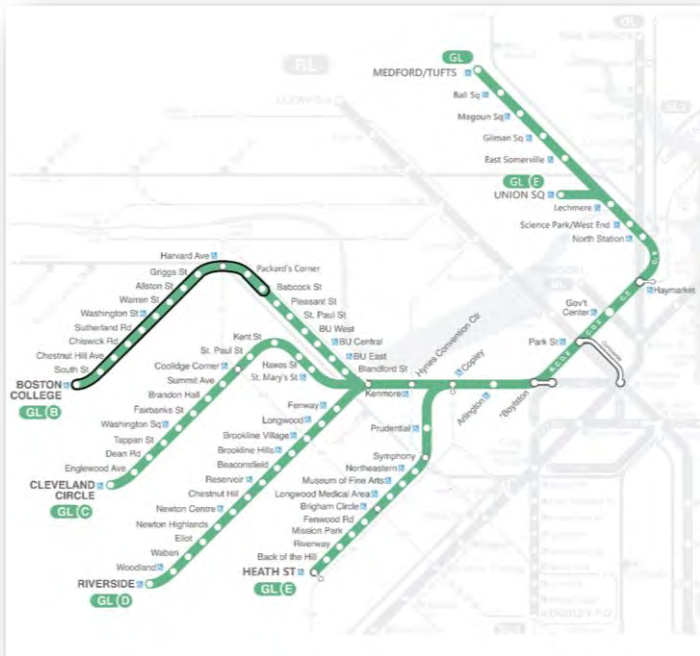 GL
MEDFORD/TUFTS
Ball Sq
Magoun Sq
Gilman Sq
East Somerville
GL E
UNION SQ
Lechmere
Science Park/West End
North Station
Haymarket
Gov't
Center
Park St
*Boylston
Arlington
Copley
Hynes Convention Ctr
Kenmore
Blandford St
BU East
BU Central
BU West
St. Paul St
Pleasant St
Babcock St
Packard's Corner
Harvard Ave
Griggs St
Allston St
Warren St
Washington St
Sutherland Rd
Chiswick Rd
Chestnut Hill Ave
South St
BOSTON
COLLEGE
GL B
Kent St
St. Paul St
Coolidge Corner
Hawes St
St. Mary's St
Summit Ave
Brandon Hall
Fairbanks St
Washington Sq
Tappan St
Dean Rd
Englewood Ave
CLEVELAND
CIRCLE
GL C
Fenway
Longwood
Brookline Village
Brookline Hills
Beaconsfield
Reservoir
Chestnut Hill
Newton Centre
Newton Highlands
Eliot
Waban
Woodland
RIVERSIDE
GL D
Prudential
Symphony
Northeastern
Museum of Fine Arts
Longwood Medical Area
Brigham Circle
Fenwood Rd
Mission Park
Riverway
Back of the Hill
HEATH ST
GL E
GL